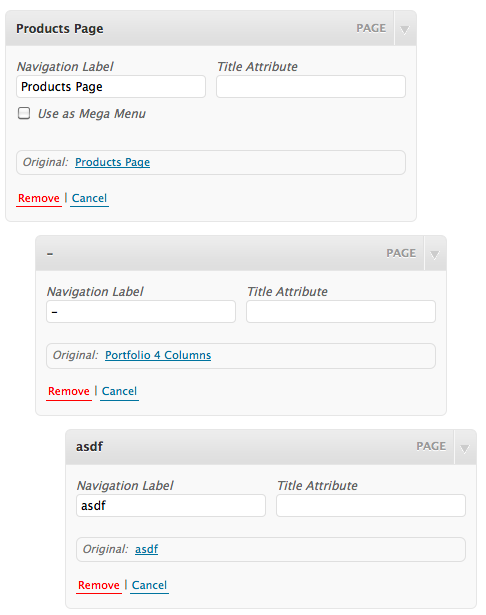 Products Page PAGE
Navigation Label Title Attribute
Products Page
Use as Mega Menu
Original: Products Page
Remove | Cancel
– PAGE
Navigation Label Title Attribute
–
Original: Portfolio 4 Columns
Remove | Cancel
asdf PAGE
Navigation Label Title Attribute
asdf
Original: asdf
Remove | Cancel